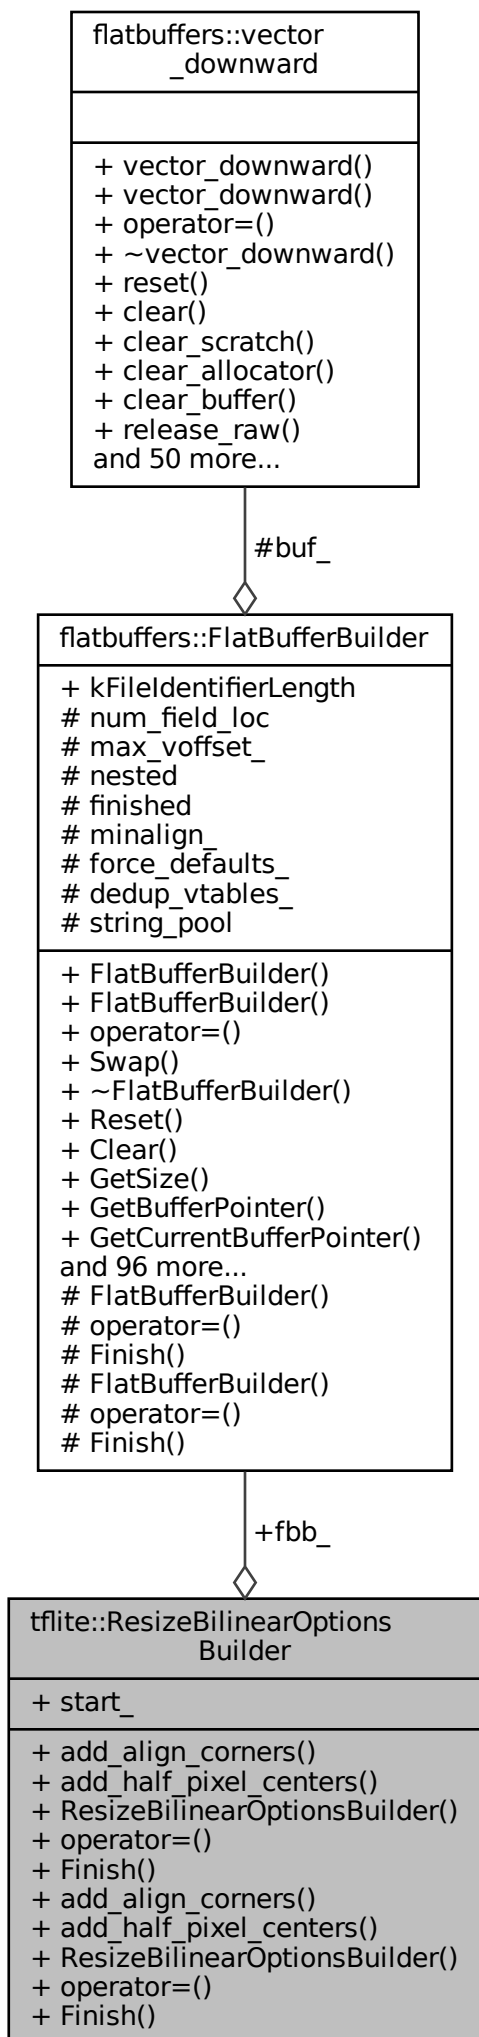 flatbuffers::vector
_downward
+ vector_downward()
+ vector_downward()
+ operator=()
+ ~vector_downward()
+ reset()
+ clear()
+ clear_scratch()
+ clear_allocator()
+ clear_buffer()
+ release_raw()
and 50 more...
#buf_
flatbuffers::FlatBufferBuilder
+ kFileIdentifierLength
# num_field_loc
# max_voffset_
# nested
# finished
# minalign_
# force_defaults_
# dedup_vtables_
# string_pool
+ FlatBufferBuilder()
+ FlatBufferBuilder()
+ operator=()
+ Swap()
+ ~FlatBufferBuilder()
+ Reset()
+ Clear()
+ GetSize()
+ GetBufferPointer()
+ GetCurrentBufferPointer()
and 96 more...
# FlatBufferBuilder()
# operator=()
# Finish()
# FlatBufferBuilder()
# operator=()
# Finish()
+fbb_
tflite::ResizeBilinearOptions
Builder
+ start_
+ add_align_corners()
+ add_half_pixel_centers()
+ ResizeBilinearOptionsBuilder()
+ operator=()
+ Finish()
+ add_align_corners()
+ add_half_pixel_centers()
+ ResizeBilinearOptionsBuilder()
+ operator=()
+ Finish()